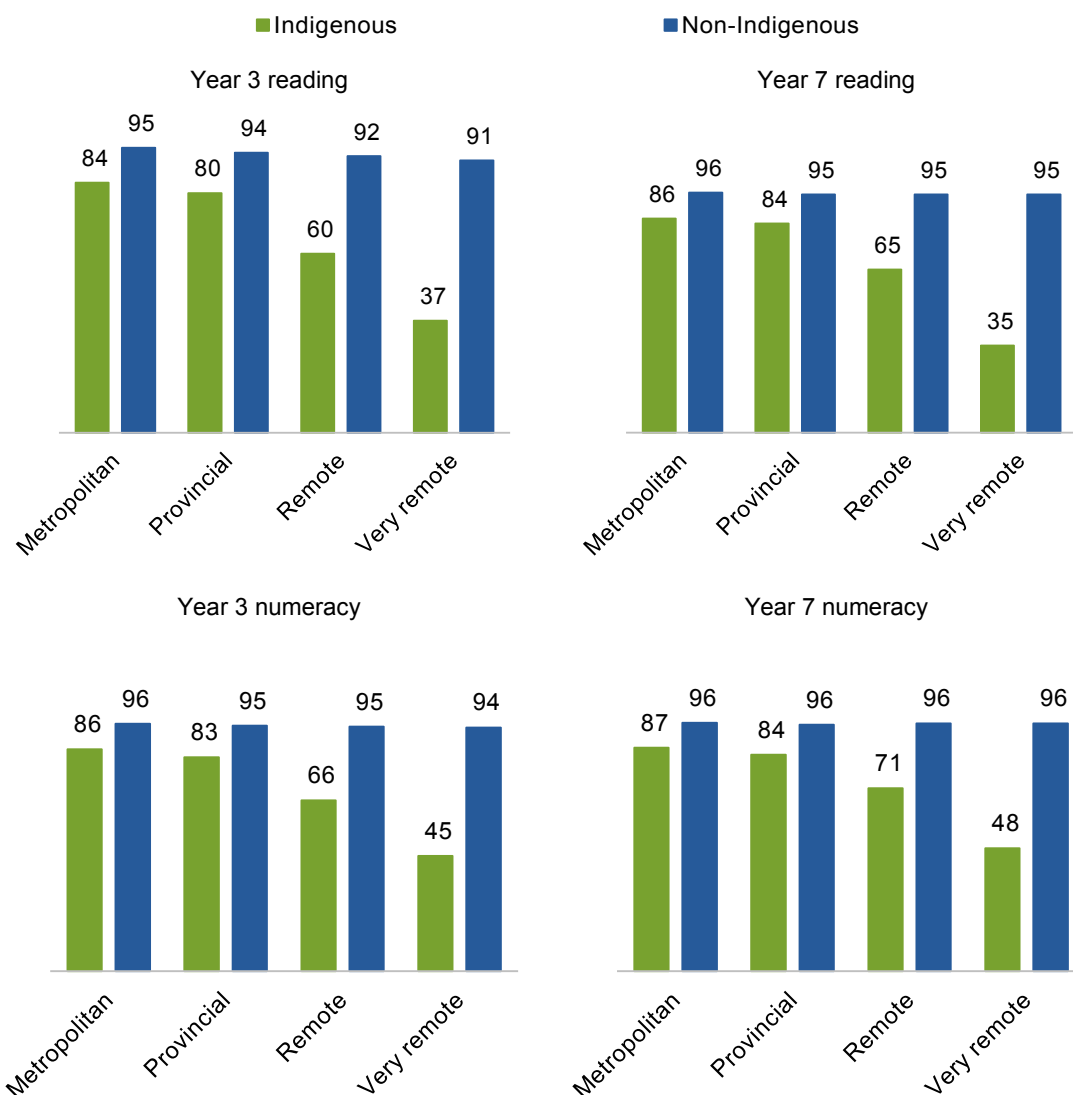 Indigenous Non-Indigenous
Year 3 reading
95 94 92 91
84 80 60 37
Metropolitan Provincial Remote Very remote
Year 7 reading
96 95 95 95
86 84 65 35
Metropolitan Provincial Remote Very remote
Year 3 numeracy
96 95 95 94
86 83 66 45
Metropolitan Provincial Remote Very remote
Year 7 numeracy
96 96 96 96
87 84 71 48
Metropolitan Provincial Remote Very remote